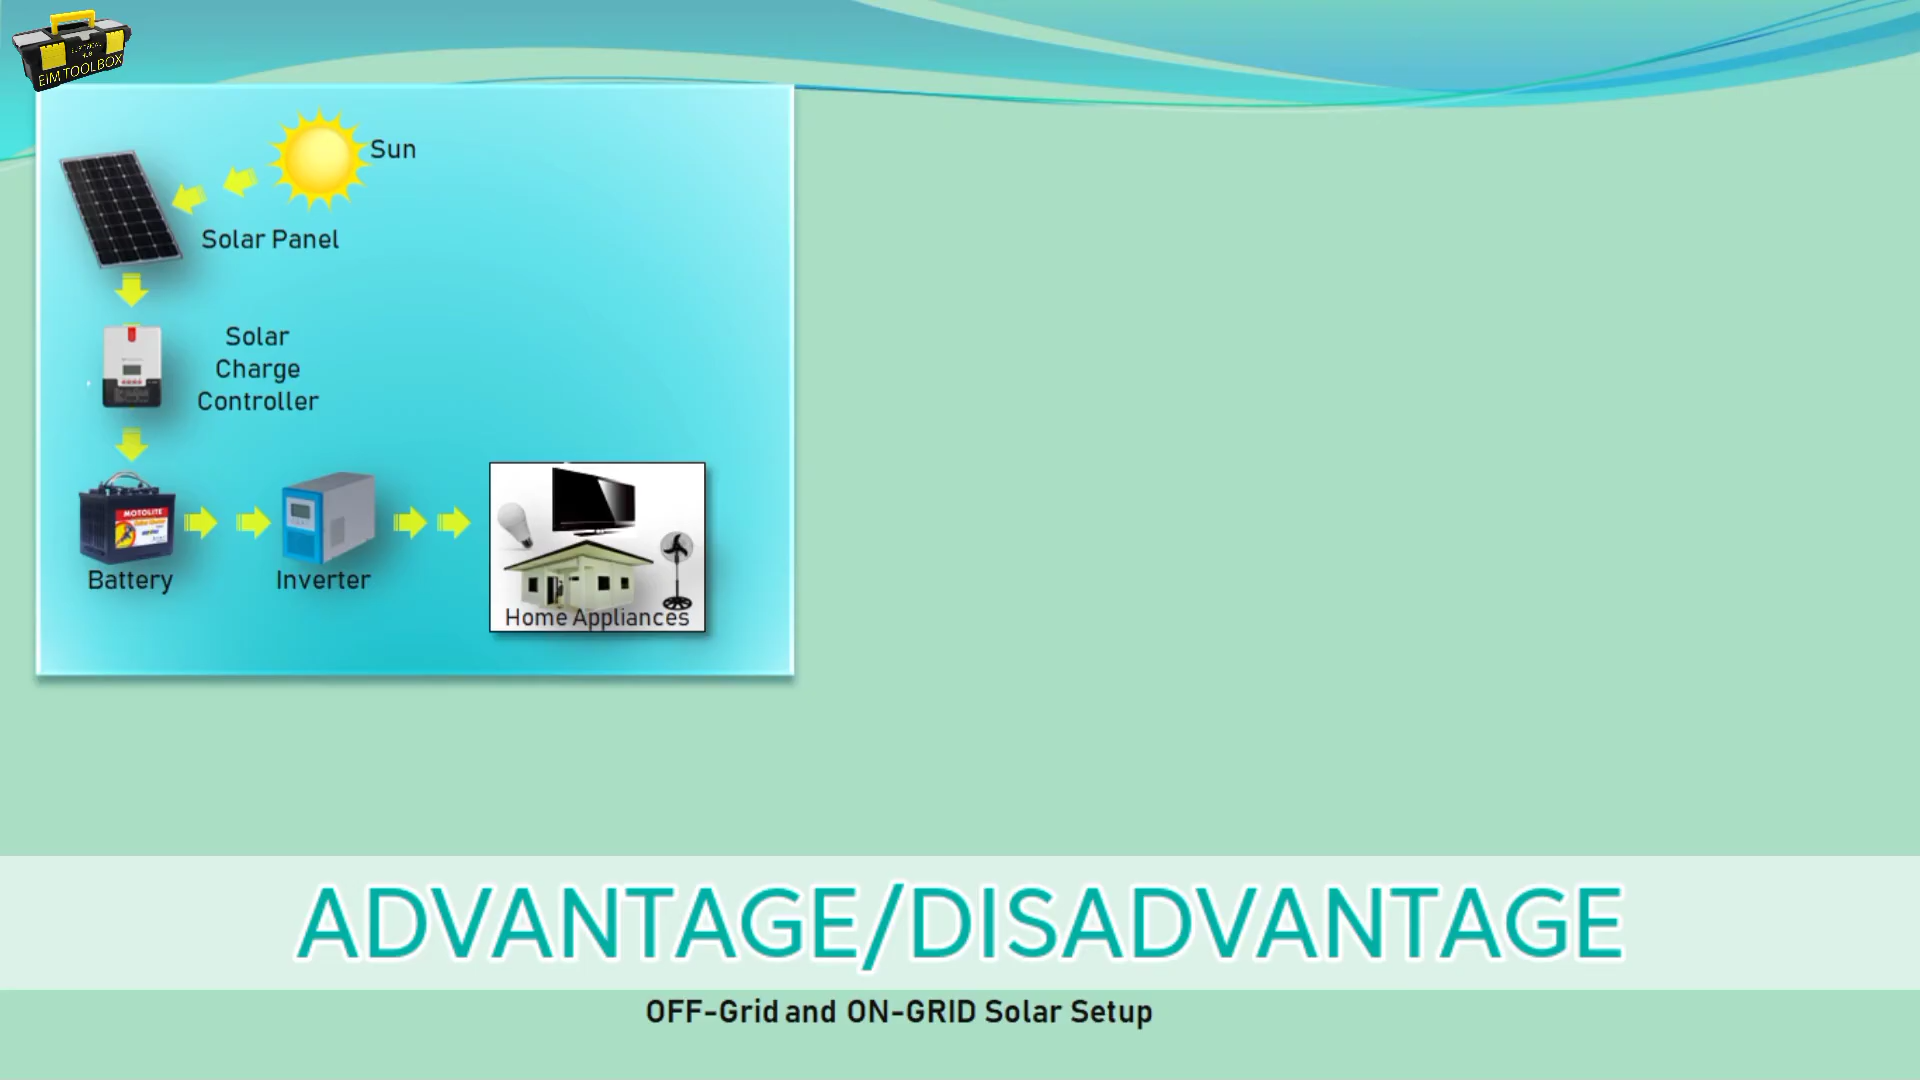 EIM TOOLBOX
Sun
Solar Panel
Solar
Charge
Controller
MOTOLITE
Battery
Inverter
Home Appliances
ADVANTAGE/DISADVANTAGE
OFF-Grid and ON-GRID Solar Setup